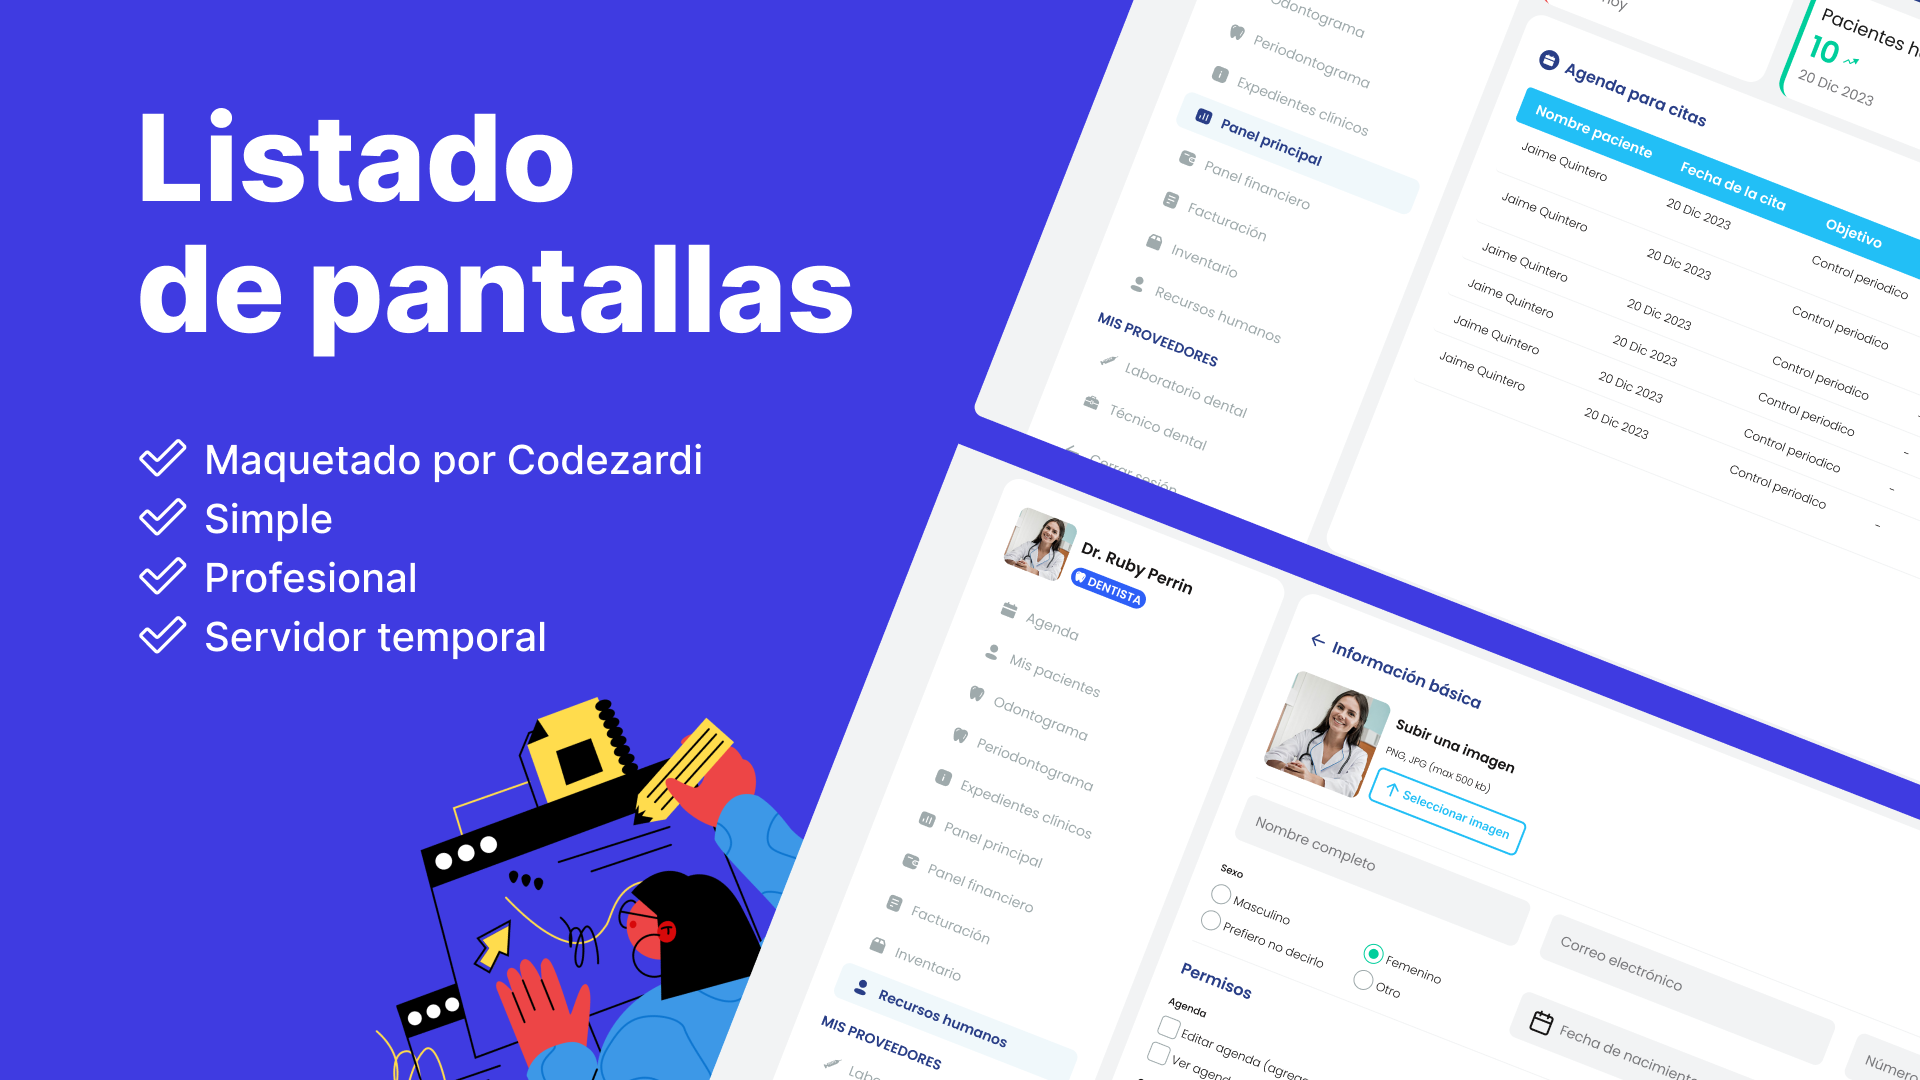 Listado
de pantallas
Maquetado por Codezardi
Simple
Profesional
Servidor temporal
Odontograma
Periodontograma
Expedientes clínicos
Panel principal
Panel financiero
Facturación
Inventario
Recursos humanos
MIS PROVEEDORES
Laboratorio dental
Técnico dental
Cerrar sesión
hoy
Pacientes h
10
20 Dic 2023
Agenda para citas
Nombre paciente Fecha de la cita Objetivo
Jaime Quintero 20 Dic 2023 Control periodico
Jaime Quintero 20 Dic 2023 Control periodico
Jaime Quintero 20 Dic 2023 Control periodico -
Jaime Quintero 20 Dic 2023 Control periodico -
Jaime Quintero 20 Dic 2023 Control periodico -
Jaime Quintero 20 Dic 2023 Control periodico -
Dr. Ruby Perrin
DENTISTA
Agenda
Mis pacientes
Odontograma
Periodontograma
Expedientes clínicos
Panel principal
Panel financiero
Facturación
Inventario
Recursos humanos
MIS PROVEEDORES
Labo
Información básica
Subir una imagen
PNG, JPG (max 500 kb)
Seleccionar imagen
Nombre completo
Correo electrónico
Sexo
Masculino
Femenino
Prefiero no decirlo
Otro
Fecha de nacimiento
Número
Permisos
Agenda
Editar agenda (agrega
Ver agend